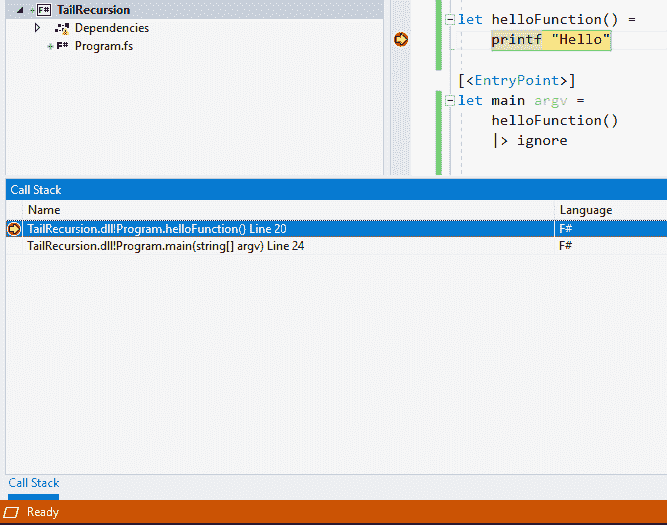 F# TailRecursion
Dependencies
F# Program.fs
let helloFunction() =
printf "Hello"
[<EntryPoint>]
let main argv =
helloFunction()
|> ignore
Call Stack
Name Language
TailRecursion.dll!Program.helloFunction() Line 20 F#
TailRecursion.dll!Program.main(string[] argv) Line 24 F#
Call Stack
Ready